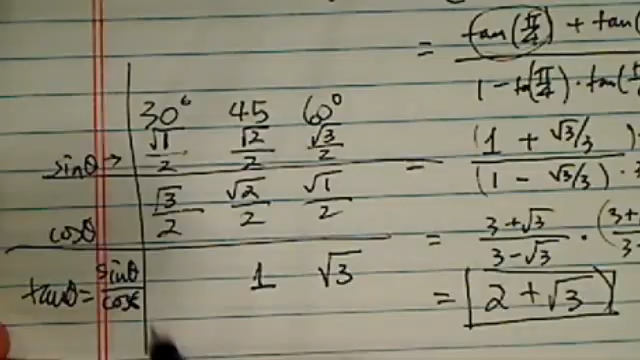 30° 45 60°
sinθ → √1/2 √2/2 √3/2
cosθ √3/2 √2/2 √1/2
tanθ = sinθ/cosθ 1 √3
= tan(π/4) + tan(
1 - tan(π/4) · tan(
(1 + √3/3)
= (1 - √3/3) ·
= 3+√3/3-√3 · (3+/3-
= 2 + √3